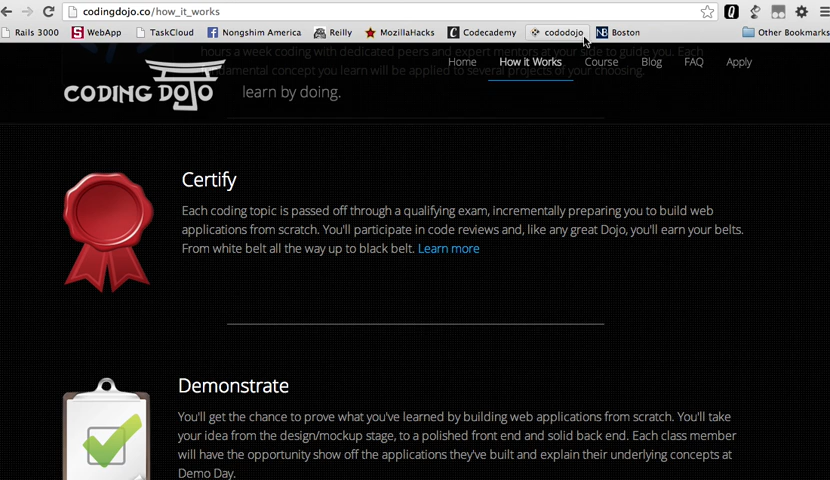 codingdojo.co/how_it_works
Rails 3000 WebApp TaskCloud Nongshim America Reilly MozillaHacks Codecademy cododojo Boston Other Bookmarks
hours a week coding with dedicated peers and expert mentors at your side to guide you. Each
Home How it Works Course Blog FAQ Apply
fundamental concept you learn will be applied to several projects of your choosing.
CODING DOJO
learn by doing.
Certify
Each coding topic is passed off through a qualifying exam, incrementally preparing you to build web
applications from scratch. You'll participate in code reviews and, like any great Dojo, you'll earn your belts.
From white belt all the way up to black belt. Learn more
Demonstrate
You'll get the chance to prove what you've learned by building web applications from scratch. You'll take
your idea from the design/mockup stage, to a polished front end and solid back end. Each class member
will have the opportunity show off the applications they've built and explain their underlying concepts at
Demo Day.